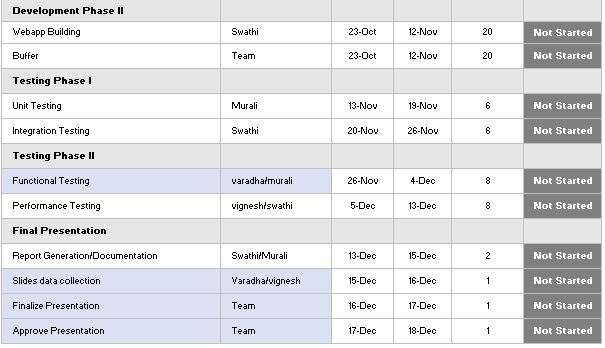 Development Phase II
Webapp Building Swathi 23-Oct 12-Nov 20 Not Started
Buffer Team 23-Oct 12-Nov 20 Not Started
Testing Phase I
Unit Testing Murali 13-Nov 19-Nov 6 Not Started
Integration Testing Swathi 20-Nov 26-Nov 6 Not Started
Testing Phase II
Functional Testing varadha/murali 26-Nov 4-Dec 8 Not Started
Performance Testing vignesh/swathi 5-Dec 13-Dec 8 Not Started
Final Presentation
Report Generation/Documentation Swathi/Murali 13-Dec 15-Dec 2 Not Started
Slides data collection Varadha/vignesh 15-Dec 16-Dec 1 Not Started
Finalize Presentation Team 16-Dec 17-Dec 1 Not Started
Approve Presentation Team 17-Dec 18-Dec 1 Not Started